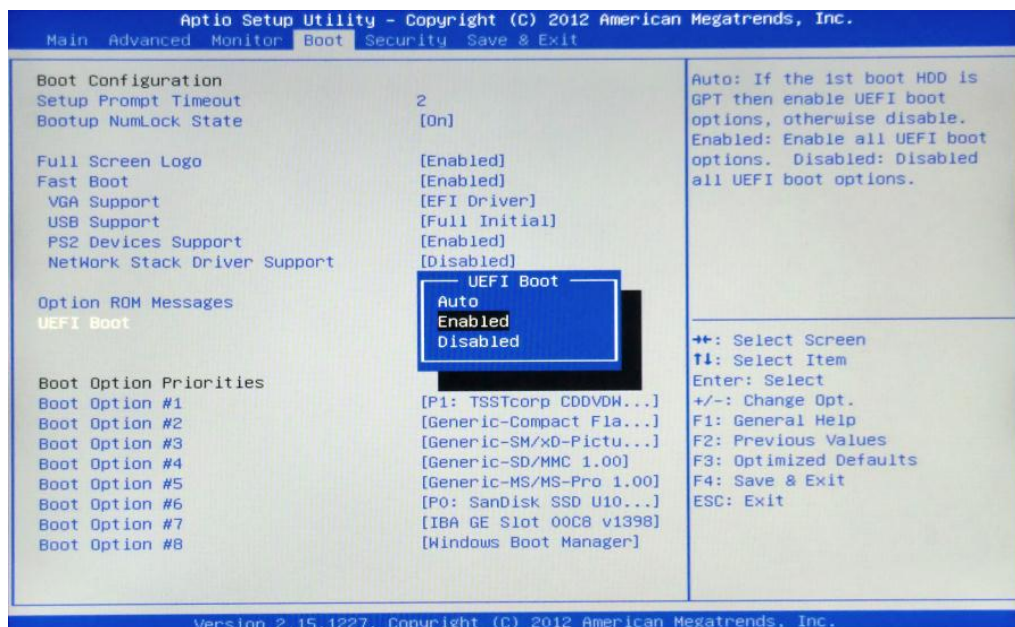 Aptio Setup Utility – Copyright (C) 2012 American Megatrends, Inc.
Main Advanced Monitor Boot Security Save & Exit
Boot Configuration
Setup Prompt Timeout 2
Bootup NumLock State [On]
Full Screen Logo [Enabled]
Fast Boot [Enabled]
VGA Support [EFI Driver]
USB Support [Full Initial]
PS2 Devices Support [Enabled]
NetWork Stack Driver Support [Disabled]
Option ROM Messages
UEFI Boot
UEFI Boot
Auto
Enabled
Disabled
Boot Option Priorities
Boot Option #1 [P1: TSSTcorp CDDVDW...]
Boot Option #2 [Generic-Compact Fla...]
Boot Option #3 [Generic-SM/xD-Pictu...]
Boot Option #4 [Generic-SD/MMC 1.00]
Boot Option #5 [Generic-MS/MS-Pro 1.00]
Boot Option #6 [P0: SanDisk SSD U10...]
Boot Option #7 [IBA GE Slot 00C8 v1398]
Boot Option #8 [Windows Boot Manager]
Auto: If the 1st boot HDD is
GPT then enable UEFI boot
options, otherwise disable.
Enabled: Enable all UEFI boot
options. Disabled: Disabled
all UEFI boot options.
→←: Select Screen
↑↓: Select Item
Enter: Select
+/-: Change Opt.
F1: General Help
F2: Previous Values
F3: Optimized Defaults
F4: Save & Exit
ESC: Exit
Version 2.15.1227. Copyright (C) 2012 American Megatrends, Inc.